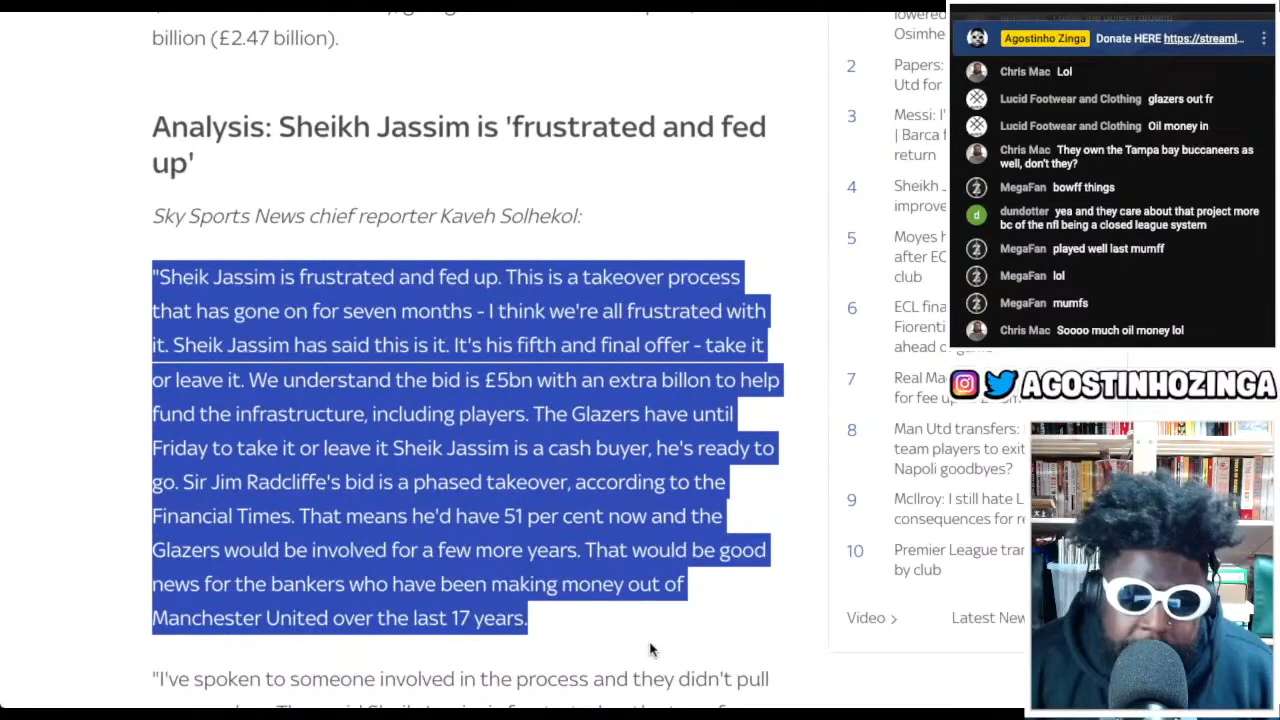 billion (£2.47 billion).
Analysis: Sheikh Jassim is 'frustrated and fed
up'
Sky Sports News chief reporter Kaveh Solhekol:
"Sheik Jassim is frustrated and fed up. This is a takeover process
that has gone on for seven months - I think we're all frustrated with
it. Sheik Jassim has said this is it. It's his fifth and final offer - take it
or leave it. We understand the bid is £5bn with an extra billon to help
fund the infrastructure, including players. The Glazers have until
Friday to take it or leave it Sheik Jassim is a cash buyer, he's ready to
go. Sir Jim Radcliffe's bid is a phased takeover, according to the
Financial Times. That means he'd have 51 per cent now and the
Glazers would be involved for a few more years. That would be good
news for the bankers who have been making money out of
Manchester United over the last 17 years.
"I've spoken to someone involved in the process and they didn't pull
lowered
Osimhe
2 Papers:
Utd for
3 Messi: I'
| Barca f
return
4 Sheikh
improve
5 Moyes h
after EC
club
6 ECL fina
Fiorenti
ahead of game
7 Real Ma
for fee up
8 Man Utd transfers:
team players to exit
Napoli goodbyes?
9 McIlroy: I still hate L
consequences for re
10 Premier League tran
by club
Video >
Latest New
Agostinho Zinga Donate HERE https://streaml...
Chris Mac Lol
Lucid Footwear and Clothing glazers out fr
Lucid Footwear and Clothing Oil money in
Chris Mac They own the Tampa bay buccaneers as
well, don't they?
MegaFan bowff things
d dundotter yea and they care about that project more
bc of the nfl being a closed league system
MegaFan played well last mumff
MegaFan lol
MegaFan mumfs
Chris Mac Soooo much oil money lol
AGOSTINHOZINGA